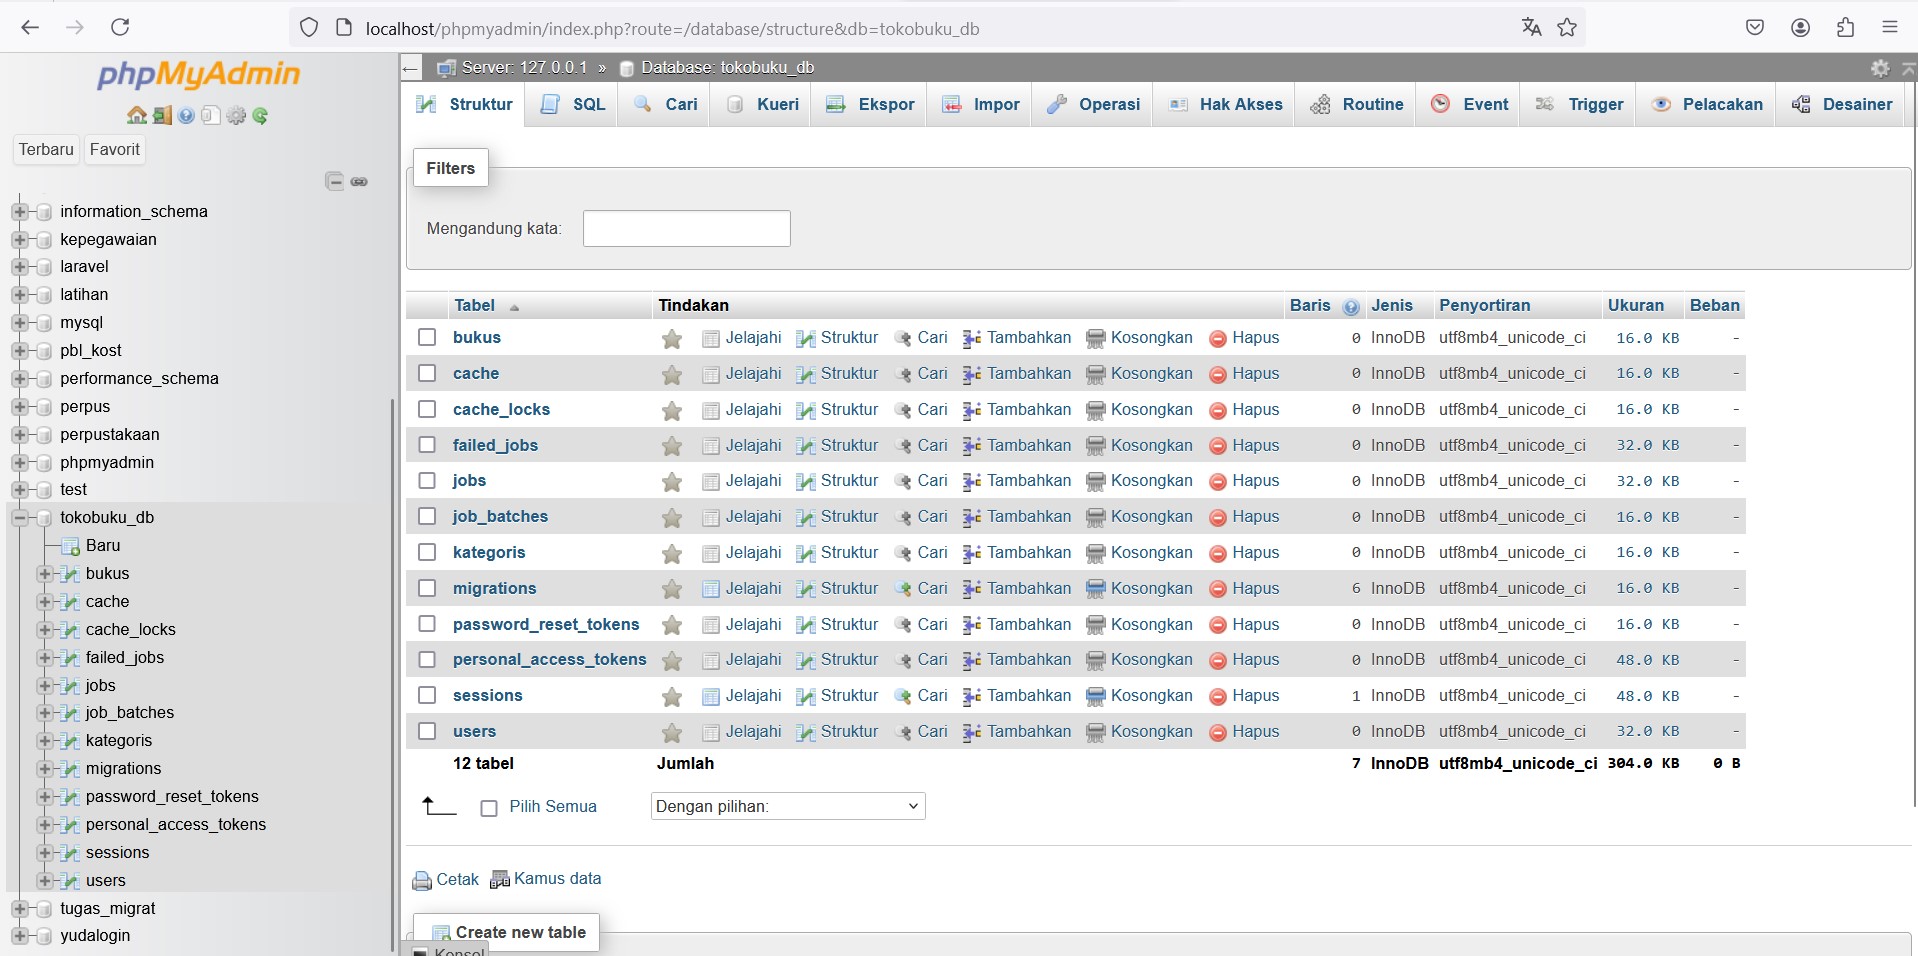 localhost/phpmyadmin/index.php?route=/database/structure&db=tokobuku_db
phpMyAdmin
Terbaru Favorit
information_schema
kepegawaian
laravel
latihan
mysql
pbl_kost
performance_schema
perpus
perpustakaan
phpmyadmin
test
tokobuku_db
Baru
bukus
cache
cache_locks
failed_jobs
jobs
job_batches
kategoris
migrations
password_reset_tokens
personal_access_tokens
sessions
users
tugas_migrat
yudalogin
Server: 127.0.0.1 » Database: tokobuku_db
Struktur SQL Cari Kueri Ekspor Impor Operasi Hak Akses Routine Event Trigger Pelacakan Desainer
Filters
Mengandung kata:
Tabel Tindakan Baris Jenis Penyortiran Ukuran Beban
bukus Jelajahi Struktur Cari Tambahkan Kosongkan Hapus 0 InnoDB utf8mb4_unicode_ci 16.0 KB -
cache Jelajahi Struktur Cari Tambahkan Kosongkan Hapus 0 InnoDB utf8mb4_unicode_ci 16.0 KB -
cache_locks Jelajahi Struktur Cari Tambahkan Kosongkan Hapus 0 InnoDB utf8mb4_unicode_ci 16.0 KB -
failed_jobs Jelajahi Struktur Cari Tambahkan Kosongkan Hapus 0 InnoDB utf8mb4_unicode_ci 32.0 KB -
jobs Jelajahi Struktur Cari Tambahkan Kosongkan Hapus 0 InnoDB utf8mb4_unicode_ci 32.0 KB -
job_batches Jelajahi Struktur Cari Tambahkan Kosongkan Hapus 0 InnoDB utf8mb4_unicode_ci 16.0 KB -
kategoris Jelajahi Struktur Cari Tambahkan Kosongkan Hapus 0 InnoDB utf8mb4_unicode_ci 16.0 KB -
migrations Jelajahi Struktur Cari Tambahkan Kosongkan Hapus 6 InnoDB utf8mb4_unicode_ci 16.0 KB -
password_reset_tokens Jelajahi Struktur Cari Tambahkan Kosongkan Hapus 0 InnoDB utf8mb4_unicode_ci 16.0 KB -
personal_access_tokens Jelajahi Struktur Cari Tambahkan Kosongkan Hapus 0 InnoDB utf8mb4_unicode_ci 48.0 KB -
sessions Jelajahi Struktur Cari Tambahkan Kosongkan Hapus 1 InnoDB utf8mb4_unicode_ci 48.0 KB -
users Jelajahi Struktur Cari Tambahkan Kosongkan Hapus 0 InnoDB utf8mb4_unicode_ci 32.0 KB -
12 tabel Jumlah 7 InnoDB utf8mb4_unicode_ci 304.0 KB 0 B
Pilih Semua Dengan pilihan:
Cetak Kamus data
Create new table
Konsol